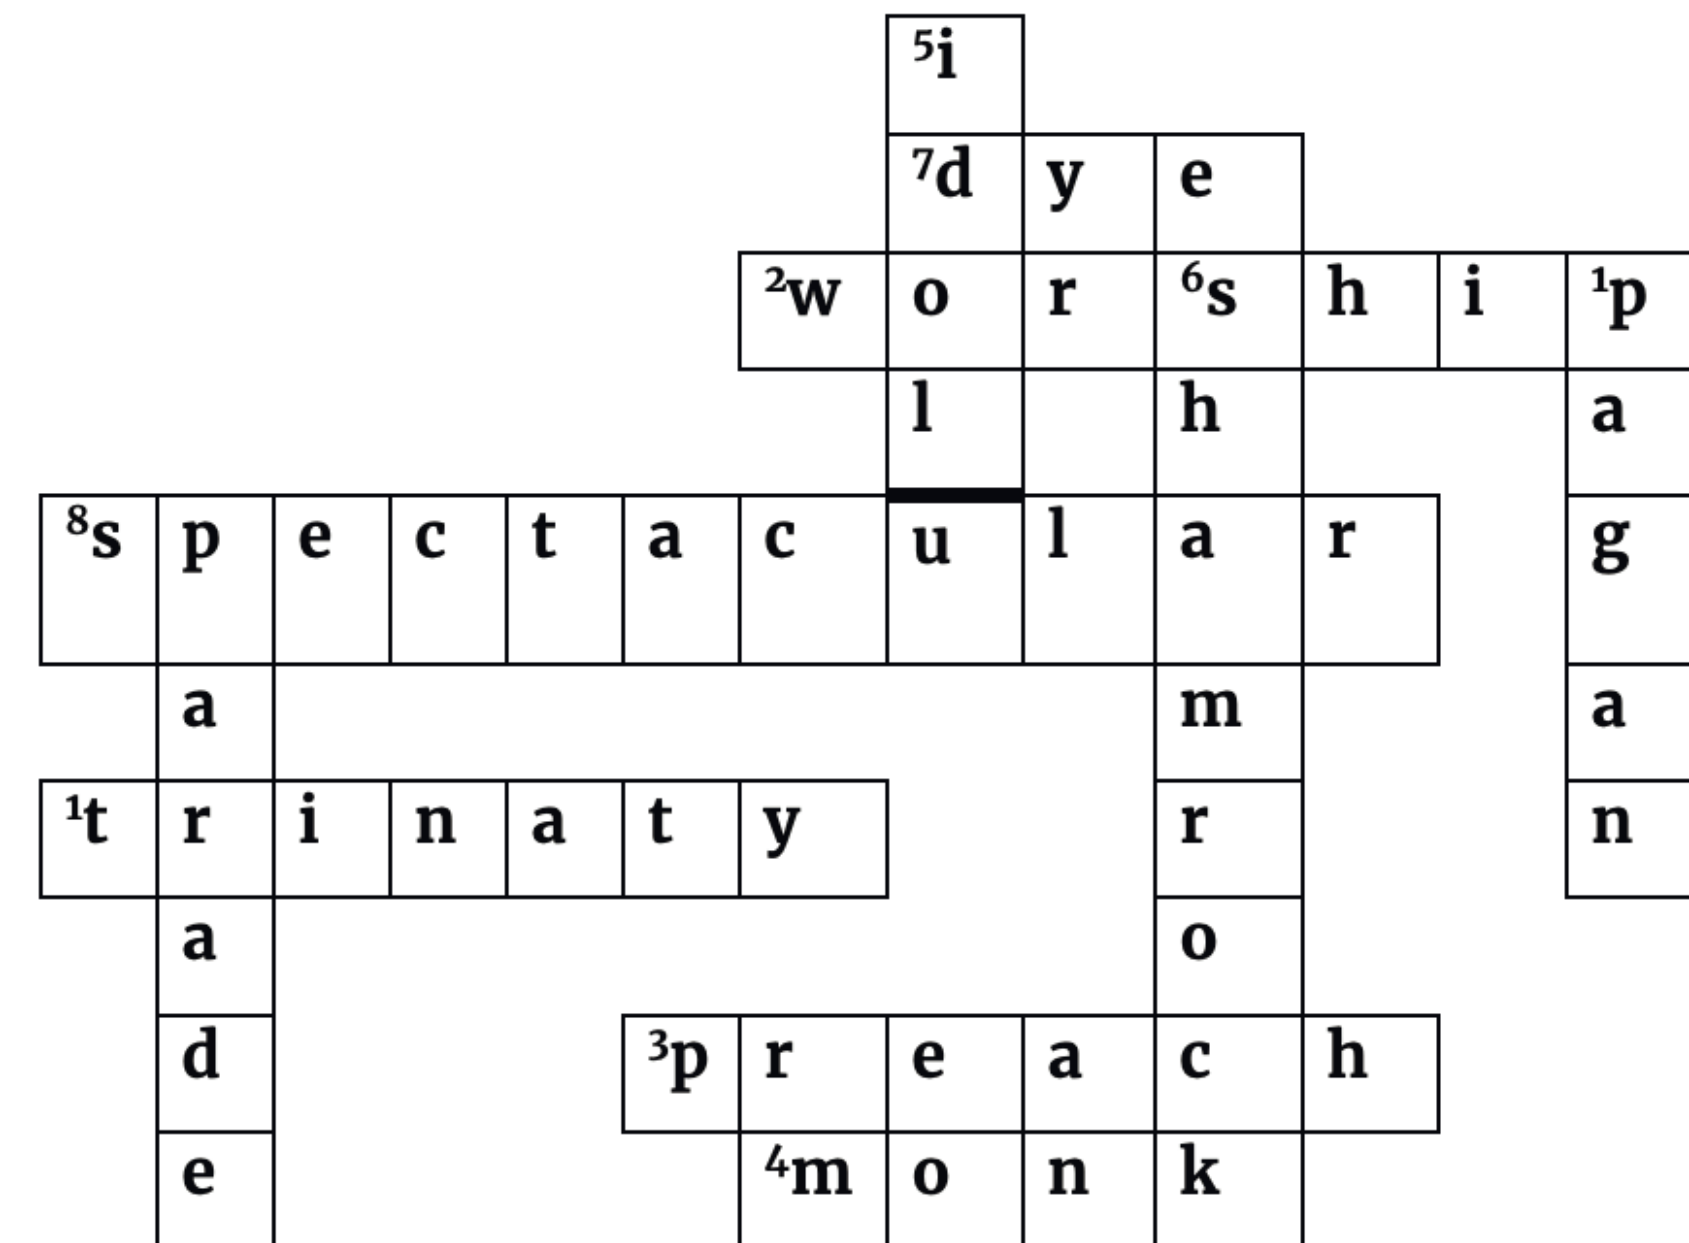 5i
7d y e
2w o r 6s h i 1p
l h a
8s p e c t a c u l a r g
a m a
1t r i n a t y r n
a o
d 3p r e a c h
e 4m o n k